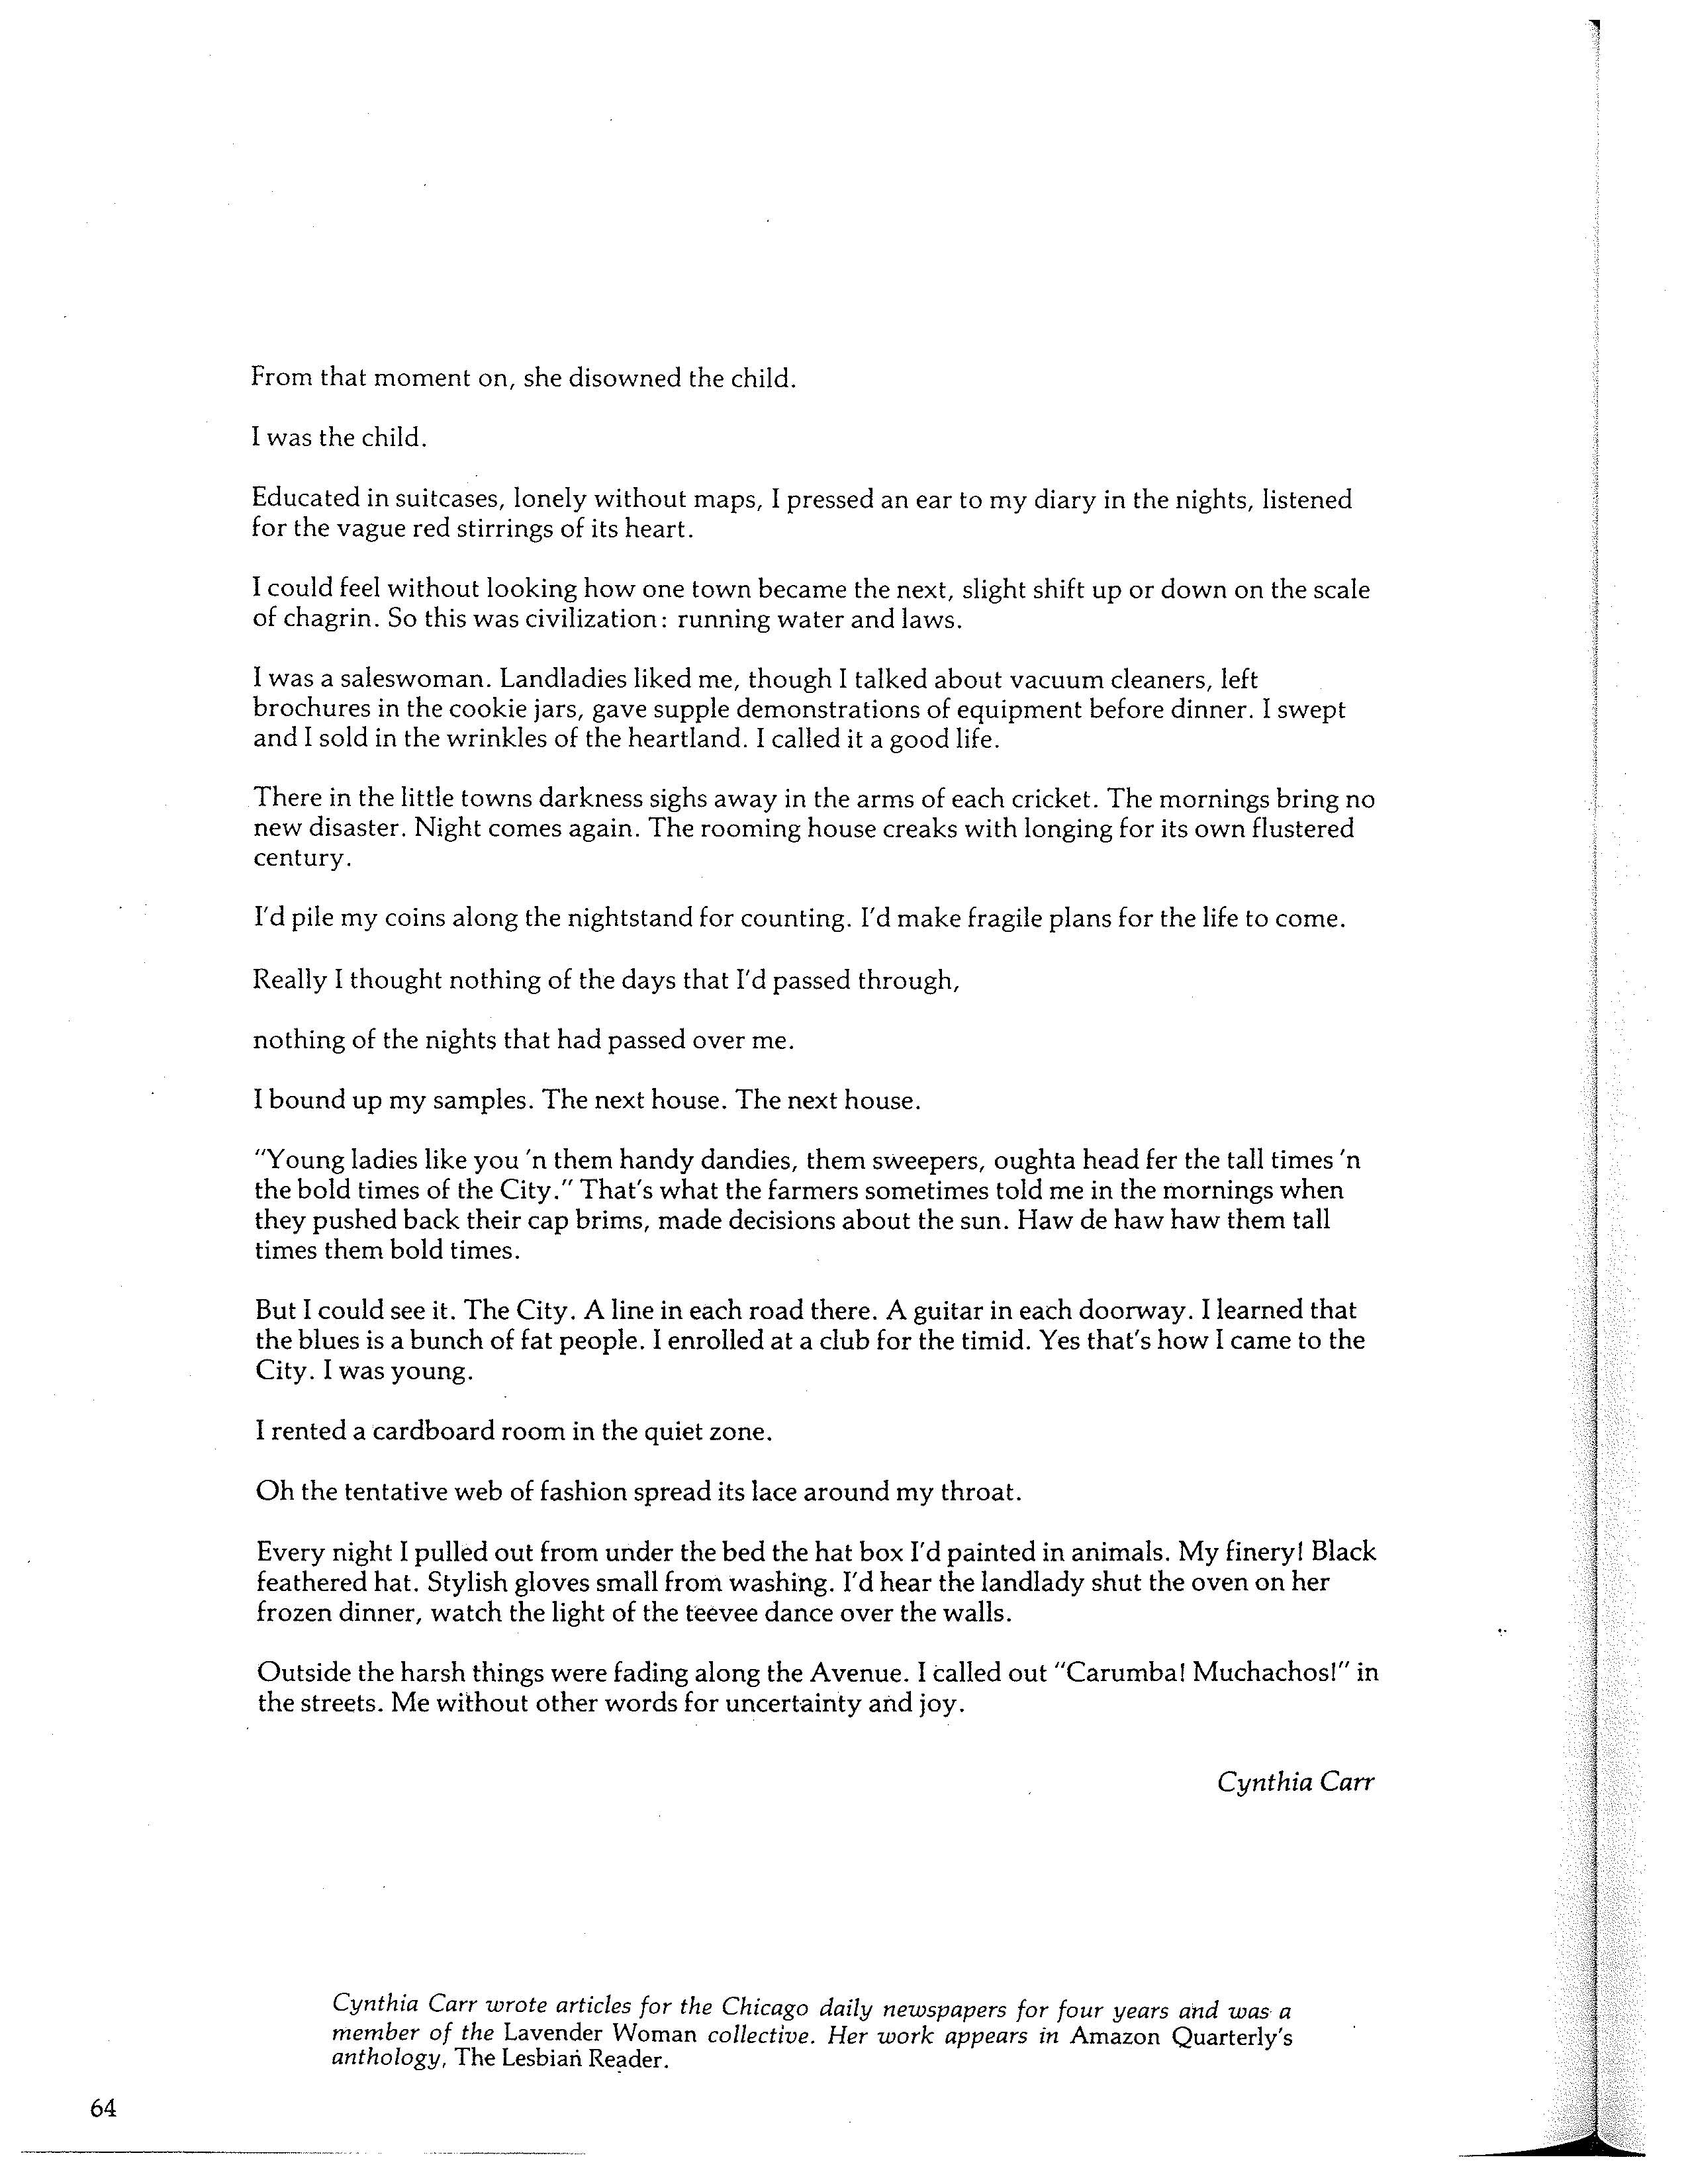 From that moment on, she disowned the child.
I was the child.
Educated in suitcases, lonely without maps, I pressed an ear to my diary in the nights, listened
for the vague red stirrings of its heart.
I could feel without looking how one town became the next, slight shift up or down on the scale
of chagrin. So this was civilization: running water and laws.
I was a saleswoman. Landladies liked me, though I talked about vacuum cleaners, left
brochures in the cookie jars, gave supple demonstrations of equipment before dinner. I swept
and I sold in the wrinkles of the heartland. I called it a good life.
There in the little towns darkness sighs away in the arms of each cricket. The mornings bring no
new disaster. Night comes again. The rooming house creaks with longing for its own flustered
century.
I'd pile my coins along the nightstand for counting. I'd make fragile plans for the life to come.
Really I thought nothing of the days that I'd passed through,
nothing of the nights that had passed over me.
I bound up my samples. The next house. The next house.
"Young ladies like you 'n them handy dandies, them sweepers, oughta head fer the tall times 'n
the bold times of the City." That's what the farmers sometimes told me in the mornings when
they pushed back their cap brims, made decisions about the sun. Haw de haw haw them tall
times them bold times.
But I could see it. The City. A line in each road there. A guitar in each doorway. I learned that
the blues is a bunch of fat people. I enrolled at a club for the timid. Yes that's how I came to the
City. I was young.
I rented a cardboard room in the quiet zone.
Oh the tentative web of fashion spread its lace around my throat.
Every night I pulled out from under the bed the hat box I'd painted in animals. My finery! Black
feathered hat. Stylish gloves small from washing. I'd hear the landlady shut the oven on her
frozen dinner, watch the light of the teevee dance over the walls.
Outside the harsh things were fading along the Avenue. I called out "Carumba! Muchachos!" in
the streets. Me without other words for uncertainty and joy.
Cynthia Carr
Cynthia Carr wrote articles for the Chicago daily newspapers for four years and was a
member of the Lavender Woman collective. Her work appears in Amazon Quarterly's
anthology, The Lesbian Reader.
64